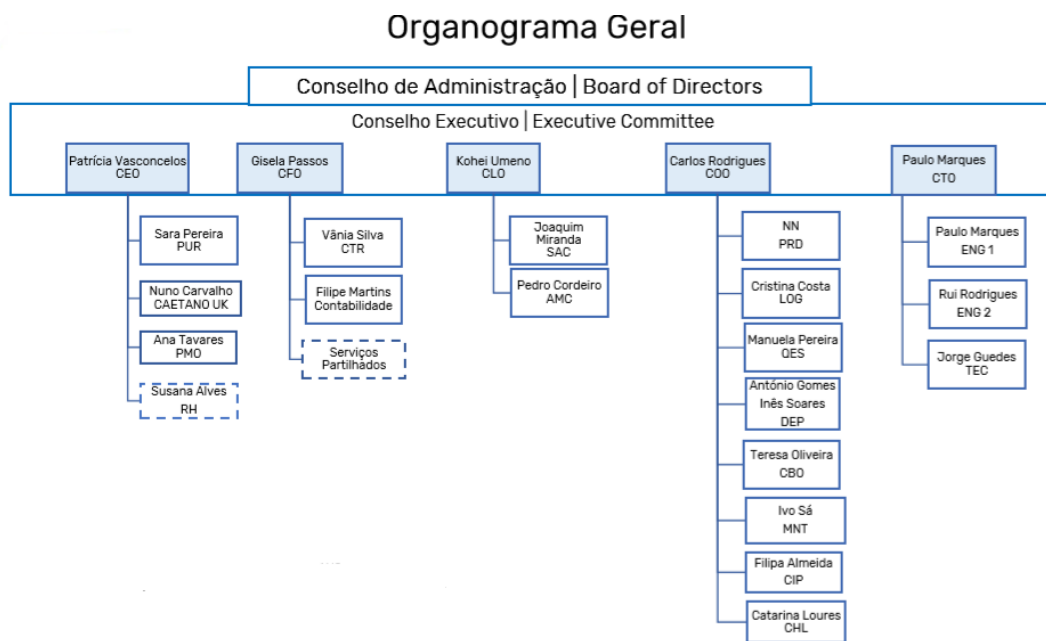 Organograma Geral
Conselho de Administração | Board of Directors
Conselho Executivo | Executive Committee
Patrícia Vasconcelos
CEO
Sara Pereira
PUR
Nuno Carvalho
CAETANO UK
Ana Tavares
PMO
Susana Alves
RH
Gisela Passos
CFO
Vânia Silva
CTR
Filipe Martins
Contabilidade
Serviços
Partilhados
Kohei Umeno
CLO
Joaquim
Miranda
SAC
Pedro Cordeiro
AMC
Carlos Rodrigues
COO
NN
PRD
Cristina Costa
LOG
Manuela Pereira
QES
António Gomes
Inês Soares
DEP
Teresa Oliveira
CBO
Ivo Sá
MNT
Filipa Almeida
CIP
Catarina Loures
CHL
Paulo Marques
CTO
Paulo Marques
ENG 1
Rui Rodrigues
ENG 2
Jorge Guedes
TEC